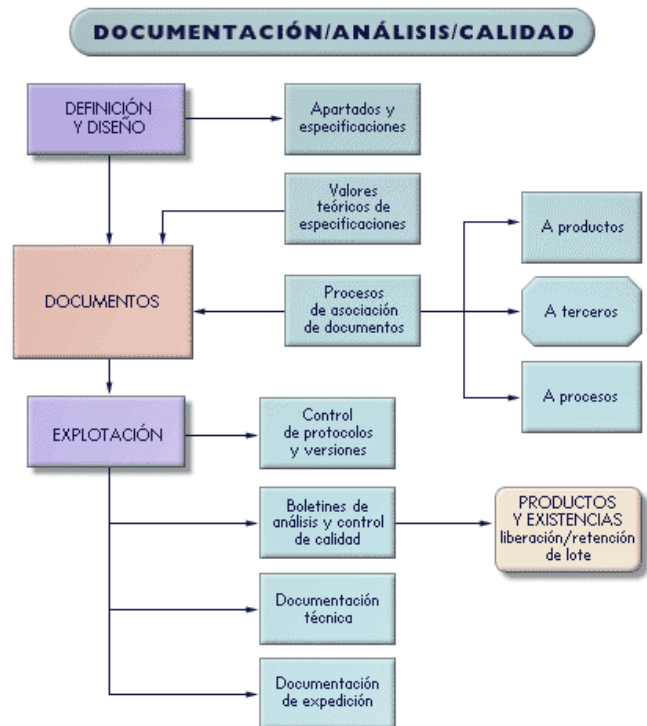 DOCUMENTACIÓN/ANÁLISIS/CALIDAD
DEFINICIÓN
Y DISEÑO
Apartados y
especificaciones
Valores
teóricos de
especificaciones
A productos
DOCUMENTOS
Procesos
de asociación
de documentos
A terceros
A procesos
EXPLOTACIÓN
Control
de protocolos
y versiones
Boletines de
análisis y control
de calidad
PRODUCTOS
Y EXISTENCIAS
liberación/retención
de lote
Documentación
técnica
Documentación
de expedición